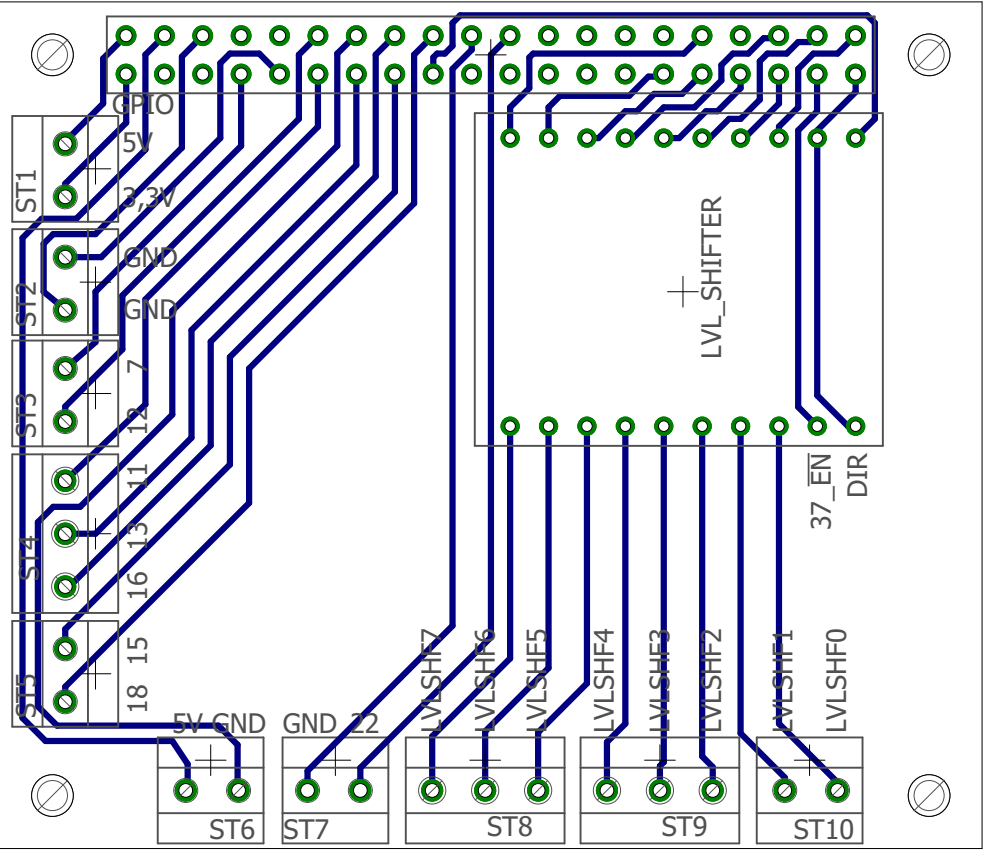 GPIO
5V
ST1
3,3V
LVL_SHIFTER
GND
ST2
GND
7
ST3
12
11
37_EN
DIR
13
ST4
16
15
ST5
18
LVLSHF7
LVLSHF6
LVLSHF5
LVLSHF4
LVLSHF3
LVLSHF2
LVLSHF1
LVLSHF0
5V GND
GND 22
ST6
ST7
ST8
ST9
ST10